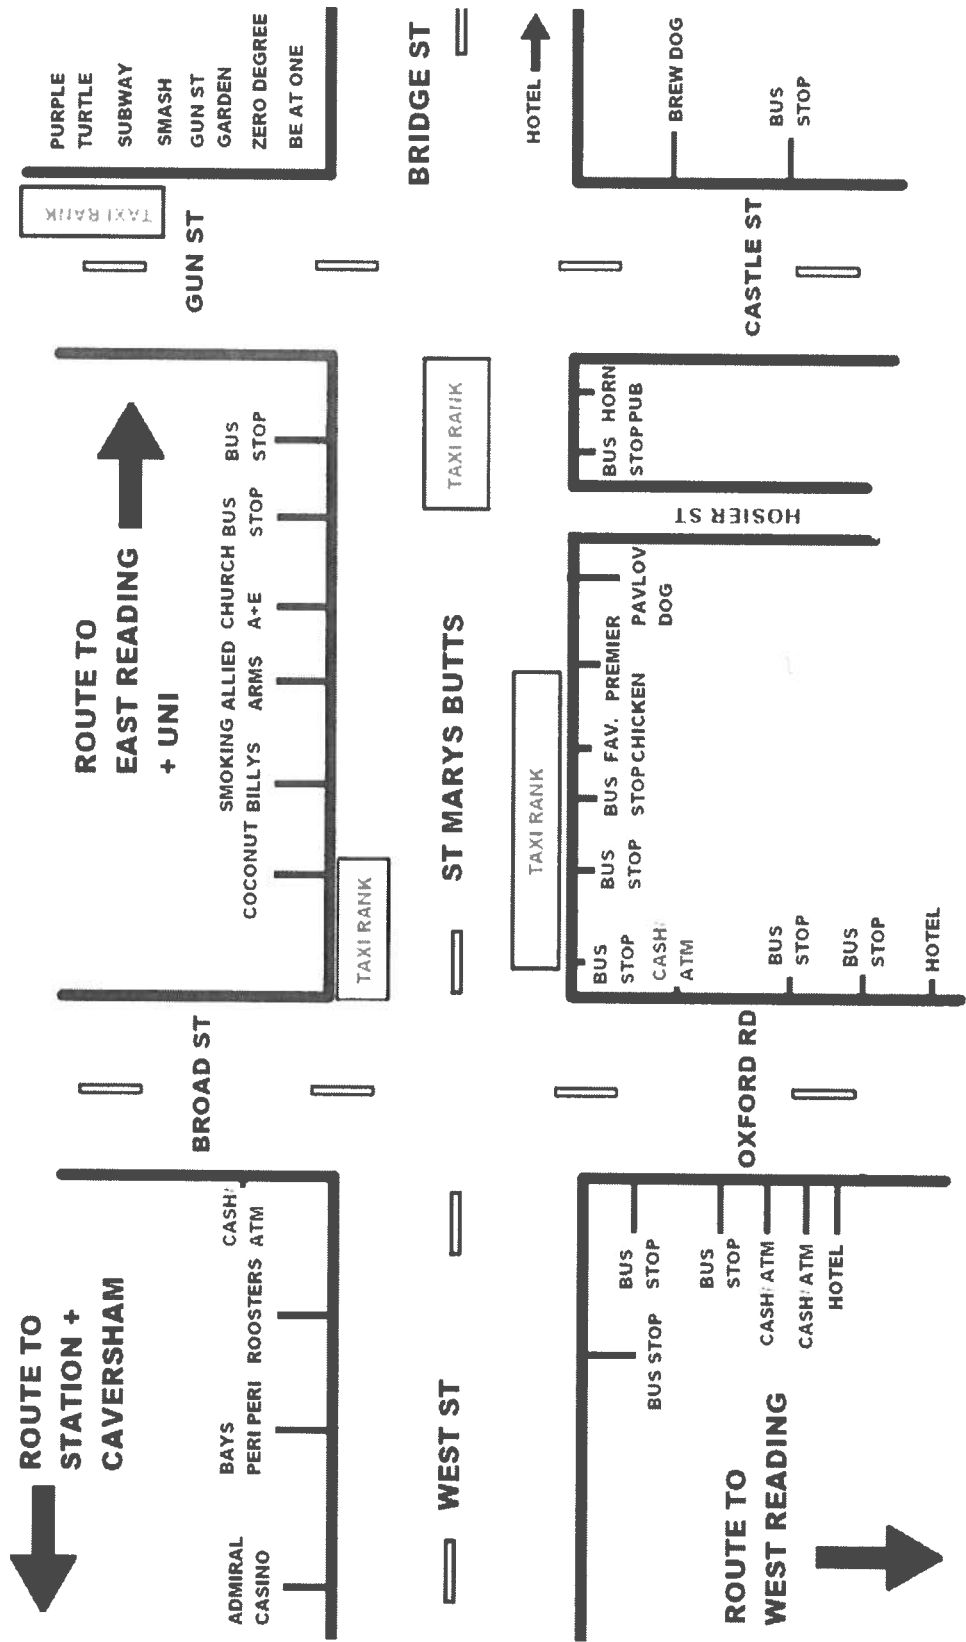 ROUTE TO
STATION +
CAVERSHAM
ADMIRAL
CASINO
BAYS
PERI PERI
ROOSTERS
CASH/
ATM
BROAD ST
ROUTE TO
EAST READING
+ UNI
COCONUT
SMOKING
BILLYS
ALLIED
ARMS
CHURCH
A+E
BUS
STOP
BUS
STOP
TAXI RANK
GUN ST
TAXI RANK
PURPLE
TURTLE
SUBWAY
SMASH
GUN ST
GARDEN
ZERO DEGREE
BE AT ONE
WEST ST
ST MARYS BUTTS
TAXI RANK
TAXI RANK
BRIDGE ST
HOTEL
BUS STOP
BUS
STOP
BUS
STOP
CASH/ATM
CASH/ATM
HOTEL
ROUTE TO
WEST READING
OXFORD RD
BUS
STOP
CASH/
ATM
BUS
STOP
BUS
STOP
HOTEL
BUS
STOP
BUS
STOP
FAV.
CHICKEN
PREMIER
PAVLOV
DOG
HOSIER ST
BUS
STOP
HORN
PUB
CASTLE ST
BREW DOG
BUS
STOP